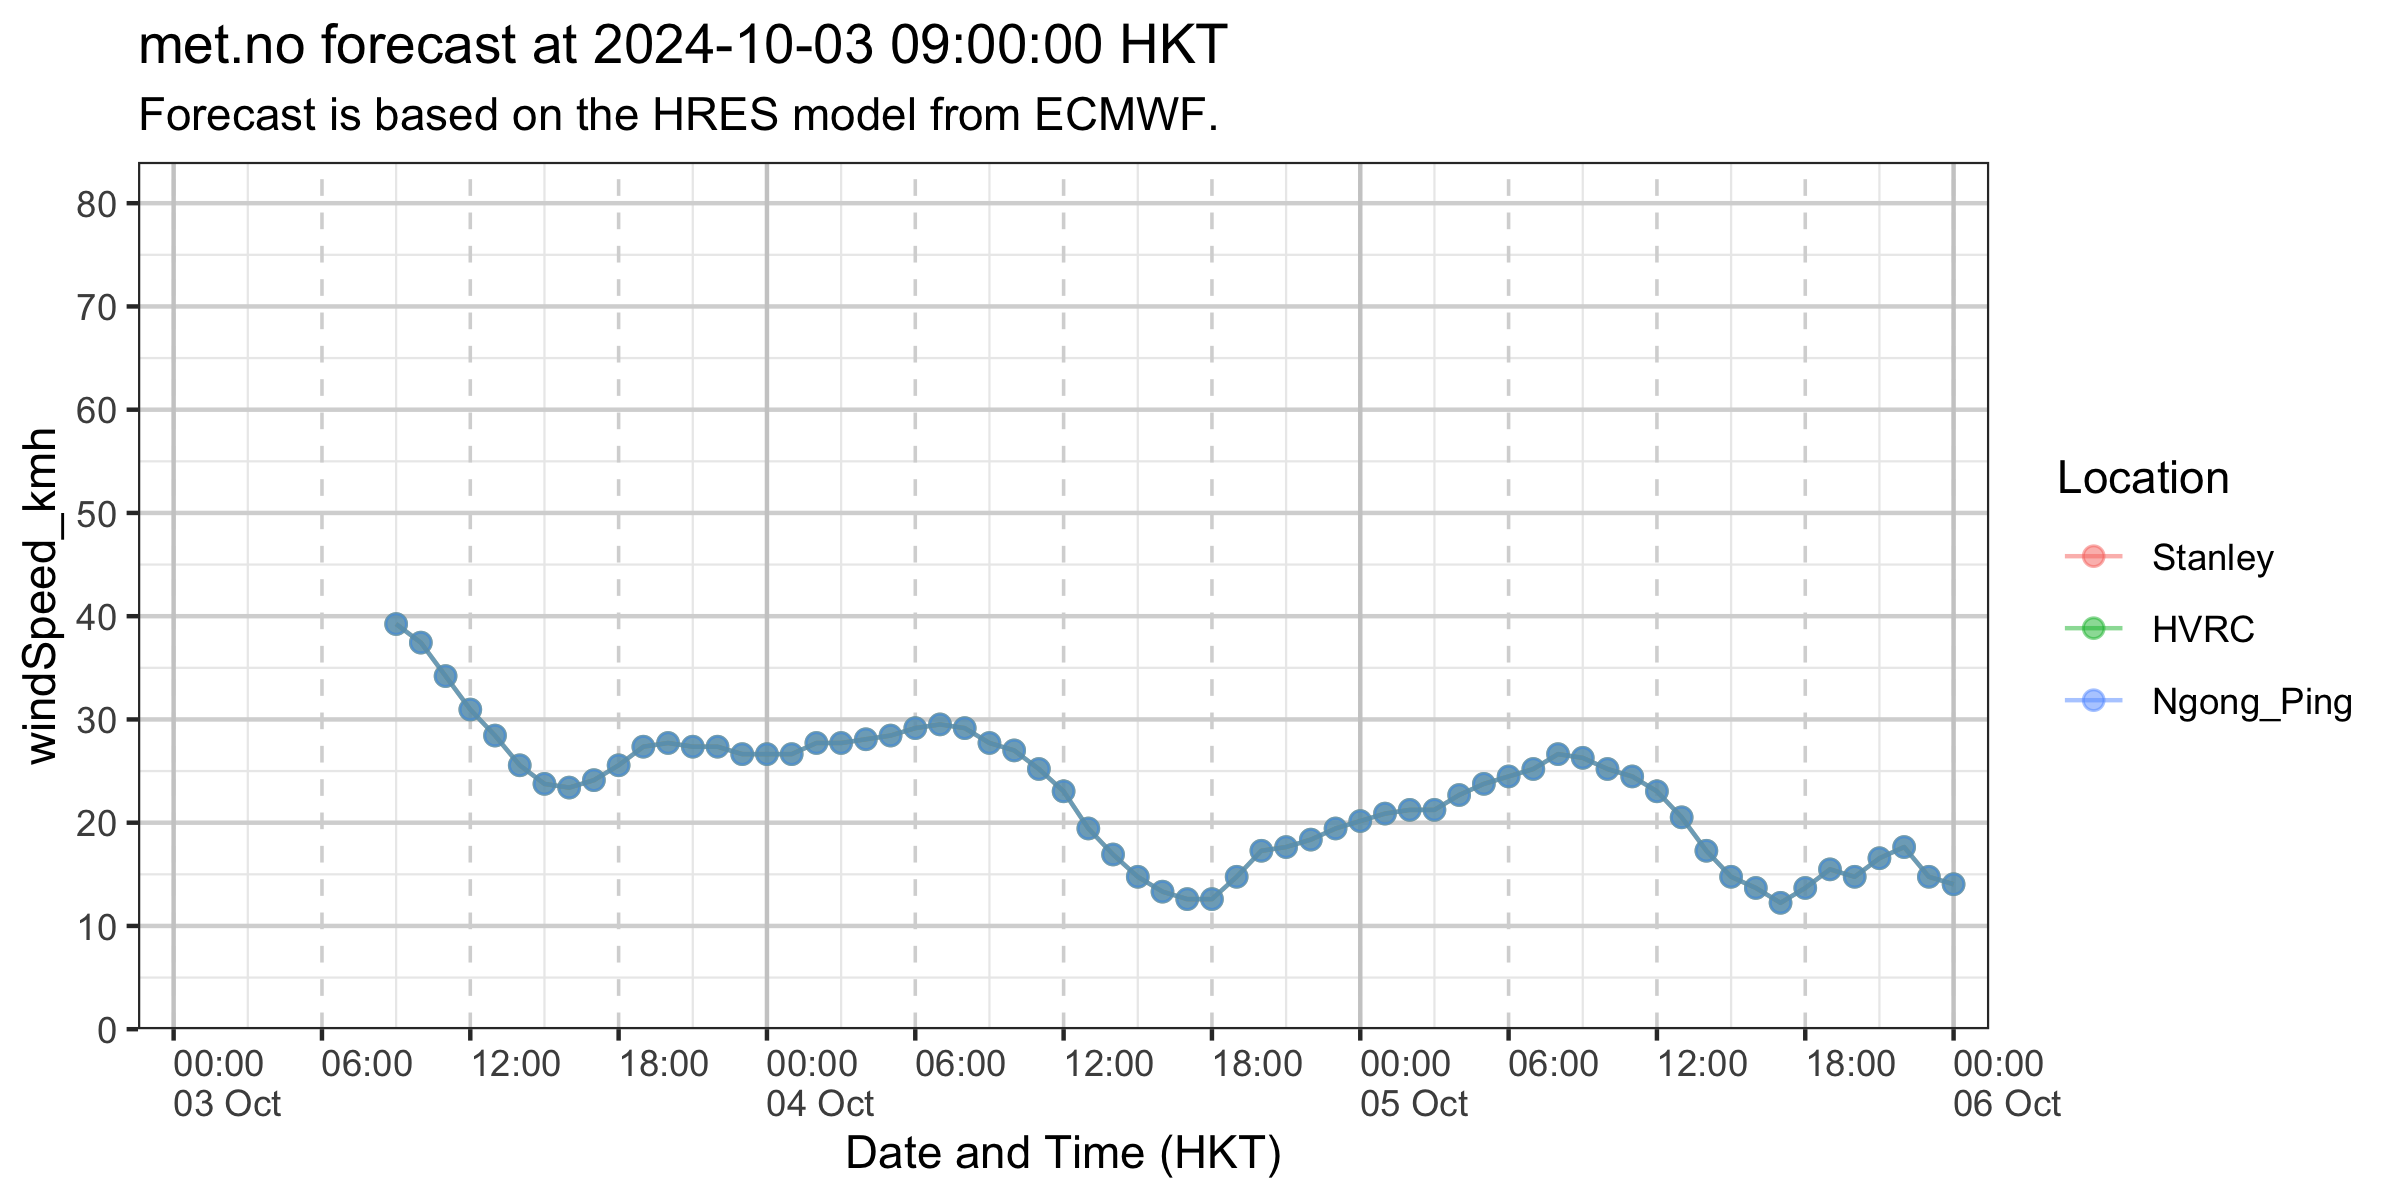 met.no forecast at 2024-10-03 09:00:00 HKT
Forecast is based on the HRES model from ECMWF.
windSpeed_kmh
80
70
60
50
40
30
20
10
0
00:00 06:00 12:00 18:00 00:00 06:00 12:00 18:00 00:00 06:00 12:00 18:00 00:00
03 Oct 04 Oct 05 Oct 06 Oct
Date and Time (HKT)
Location
Stanley
HVRC
Ngong_Ping